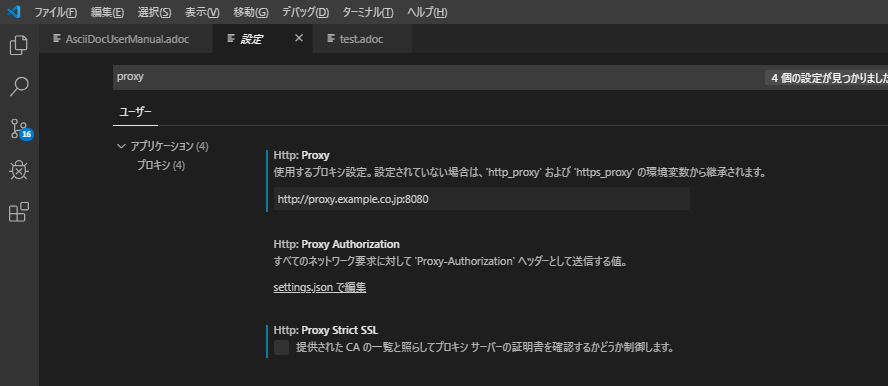 ファイル(F) 編集(E) 選択(S) 表示(V) 移動(G) デバッグ(D) ターミナル(T) ヘルプ(H)
AsciiDocUserManual.adoc 設定 test.adoc
proxy 4 個の設定が見つかりました
ユーザー
アプリケーション (4)
プロキシ (4)
16
Http: Proxy
使用するプロキシ設定。設定されていない場合は、'http_proxy' および 'https_proxy' の環境変数から継承されます。
http://proxy.example.co.jp:8080
Http: Proxy Authorization
すべてのネットワーク要求に対して 'Proxy-Authorization' ヘッダーとして送信する値。
settings.json で編集
Http: Proxy Strict SSL
提供された CA の一覧と照らしてプロキシ サーバーの証明書を確認するかどうか制御します。